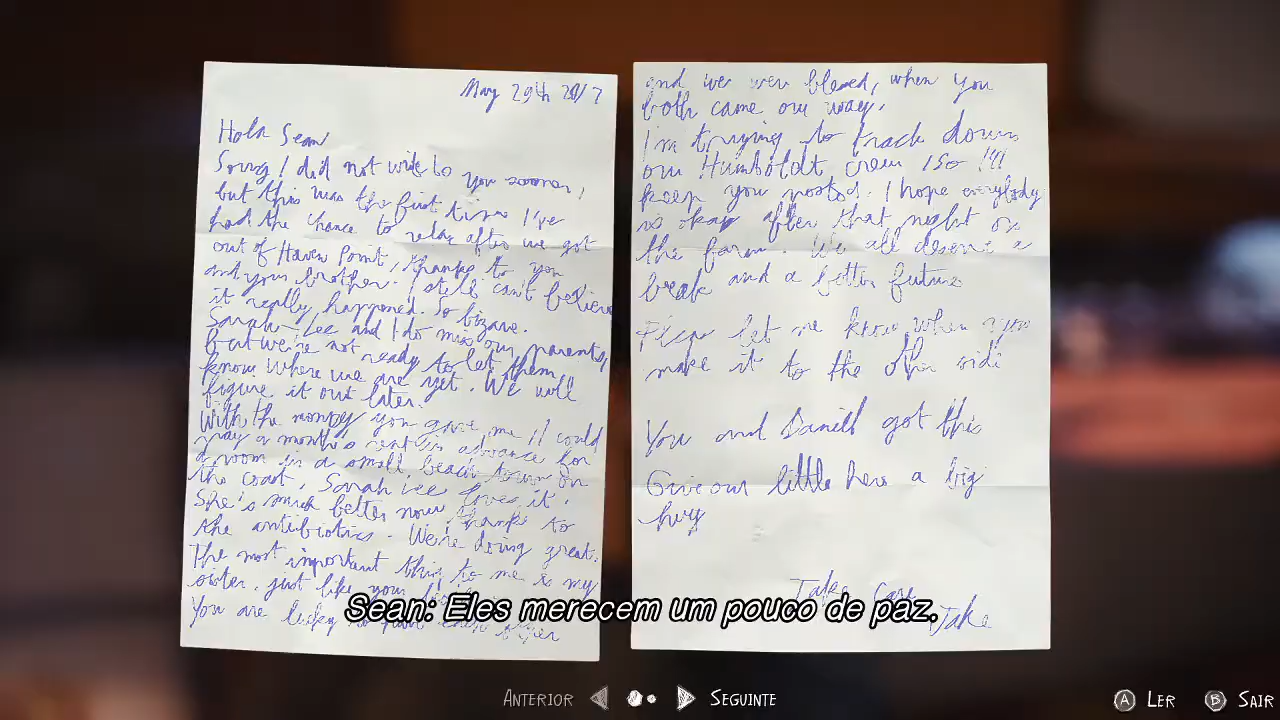 May 29th 2017
Hola Sean
Sorry I did not write to you sooner,
but this was the first time I've
had the chance to relax after we got
out of Haven Point, thanks to you
and your brother. I still can't believe
it really happened. So bizare.
Sarah-Lee and I do miss our parents,
but we're not ready to let them
know where we are yet. We will
figure it out later.
With the money you gave me I could
pay a month's rent in advance for
a room in a small beach town on
the coast, Sarah Lee loves it.
She's much better now, thanks to
the antibiotics. We're doing great.
The most important thing to me is my
sister, just like your
You are lucky to each other
and we were blessed, when you
both came our way.
I'm trying to track down
our Humboldt crew, so I'll
keep you posted. I hope everybody
is okay after that night on
the farm. We all deserve a
break and a better future
Please let me know when you
make it to the other side
You and Daniel got this
Give our little hero a big
hug
Take Care
Jake
Sean: Eles merecem um pouco de paz.
ANTERIOR SEGUINTE A LER B SAIR